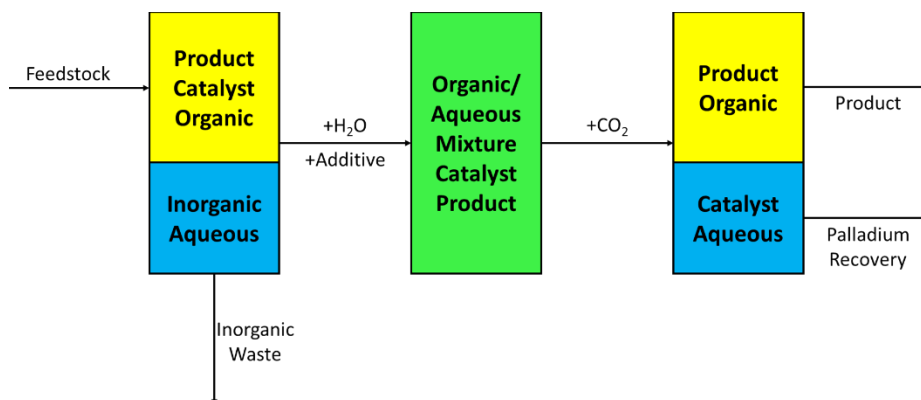 Feedstock
Product
Catalyst
Organic
Inorganic
Aqueous
Inorganic
Waste
+H₂O
+Additive
Organic/
Aqueous
Mixture
Catalyst
Product
+CO₂
Product
Organic
Catalyst
Aqueous
Product
Palladium
Recovery